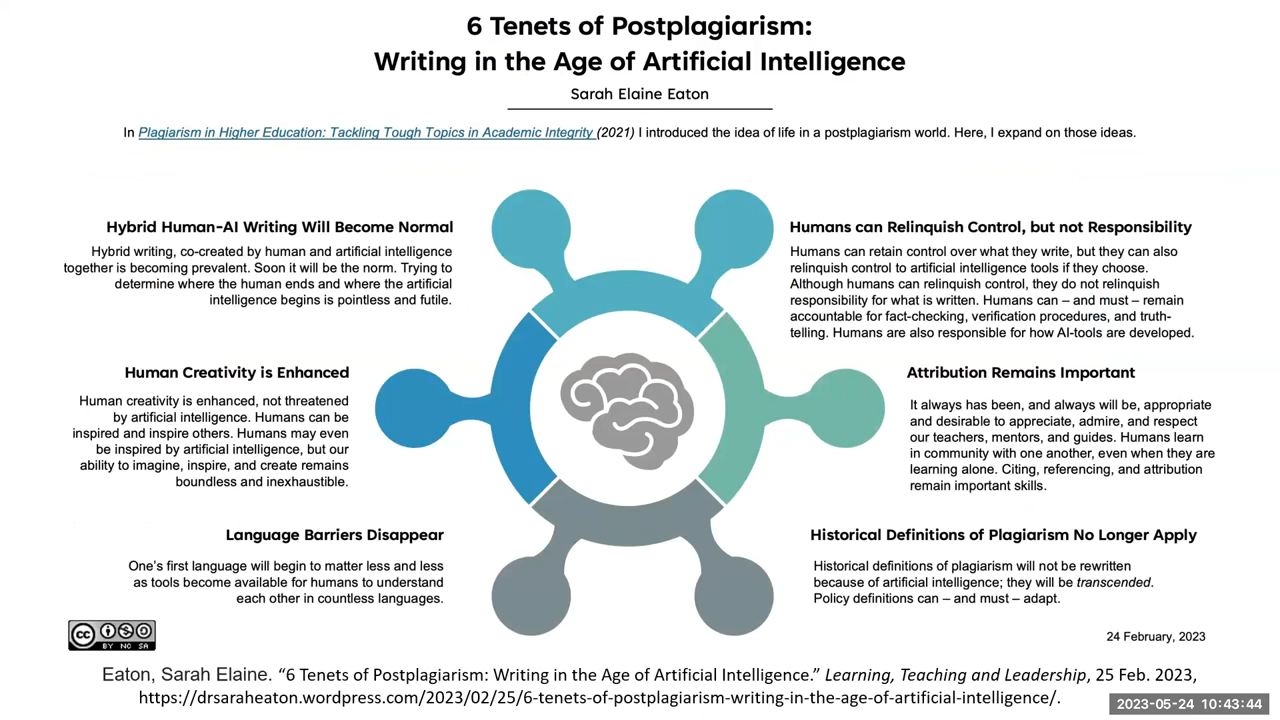 6 Tenets of Postplagiarism:
Writing in the Age of Artificial Intelligence
Sarah Elaine Eaton
In Plagiarism in Higher Education: Tackling Tough Topics in Academic Integrity (2021) I introduced the idea of life in a postplagiarism world. Here, I expand on those ideas.
Hybrid Human-AI Writing Will Become Normal
Hybrid writing, co-created by human and artificial intelligence
together is becoming prevalent. Soon it will be the norm. Trying to
determine where the human ends and where the artificial
intelligence begins is pointless and futile.
Humans can Relinquish Control, but not Responsibility
Humans can retain control over what they write, but they can also
relinquish control to artificial intelligence tools if they choose.
Although humans can relinquish control, they do not relinquish
responsibility for what is written. Humans can – and must – remain
accountable for fact-checking, verification procedures, and truth-
telling. Humans are also responsible for how AI-tools are developed.
Human Creativity is Enhanced
Human creativity is enhanced, not threatened
by artificial intelligence. Humans can be
inspired and inspire others. Humans may even
be inspired by artificial intelligence, but our
ability to imagine, inspire, and create remains
boundless and inexhaustible.
Attribution Remains Important
It always has been, and always will be, appropriate
and desirable to appreciate, admire, and respect
our teachers, mentors, and guides. Humans learn
in community with one another, even when they are
learning alone. Citing, referencing, and attribution
remain important skills.
Language Barriers Disappear
One's first language will begin to matter less and less
as tools become available for humans to understand
each other in countless languages.
Historical Definitions of Plagiarism No Longer Apply
Historical definitions of plagiarism will not be rewritten
because of artificial intelligence; they will be transcended.
Policy definitions can – and must – adapt.
cc BY NC SA
24 February, 2023
Eaton, Sarah Elaine. “6 Tenets of Postplagiarism: Writing in the Age of Artificial Intelligence.” Learning, Teaching and Leadership, 25 Feb. 2023,
https://drsaraheaton.wordpress.com/2023/02/25/6-tenets-of-postplagiarism-writing-in-the-age-of-artificial-intelligence/.
2023-05-24 10:43:44